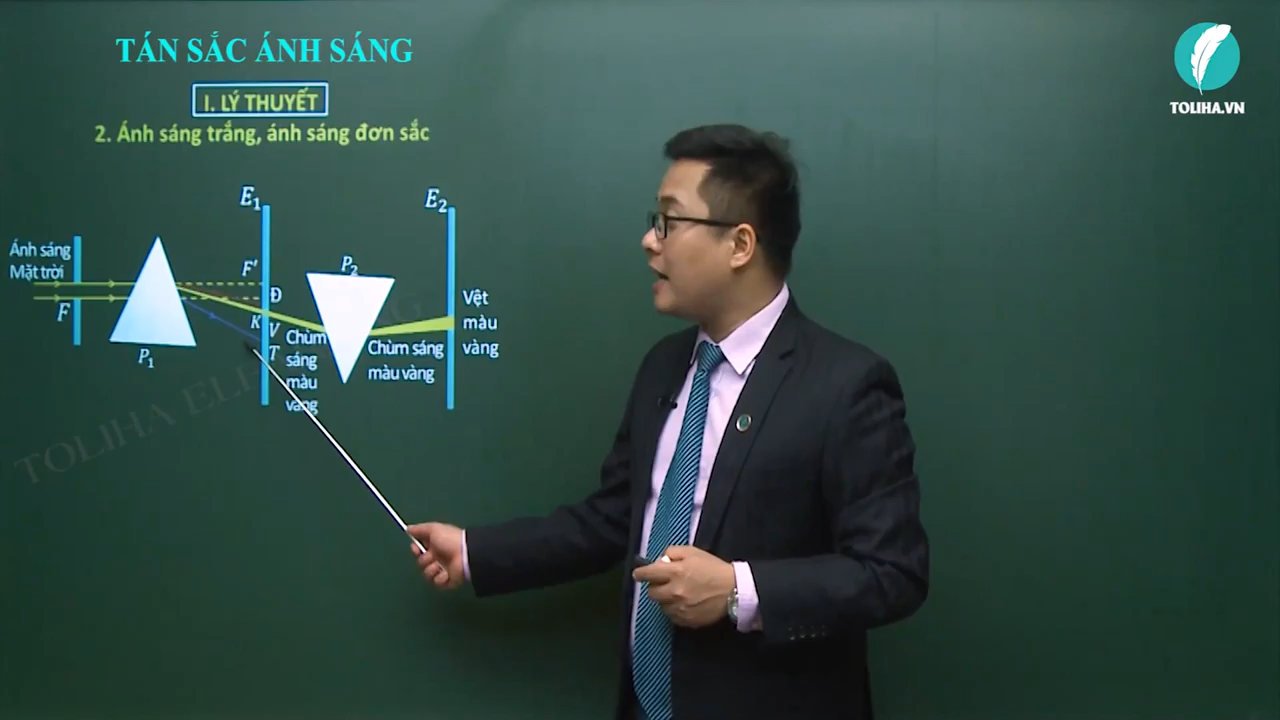 TÁN SẮC ÁNH SÁNG
I. LÝ THUYẾT
2. Ánh sáng trắng, ánh sáng đơn sắc
TOLIHA.VN
E₁
E₂
Ánh sáng
Mặt trời
F
P₁
F'
Đ
K
V
T
P₂
Chùm
sáng
màu
vàng
Chùm sáng
màu vàng
Vệt
màu
vàng
TOLIHA